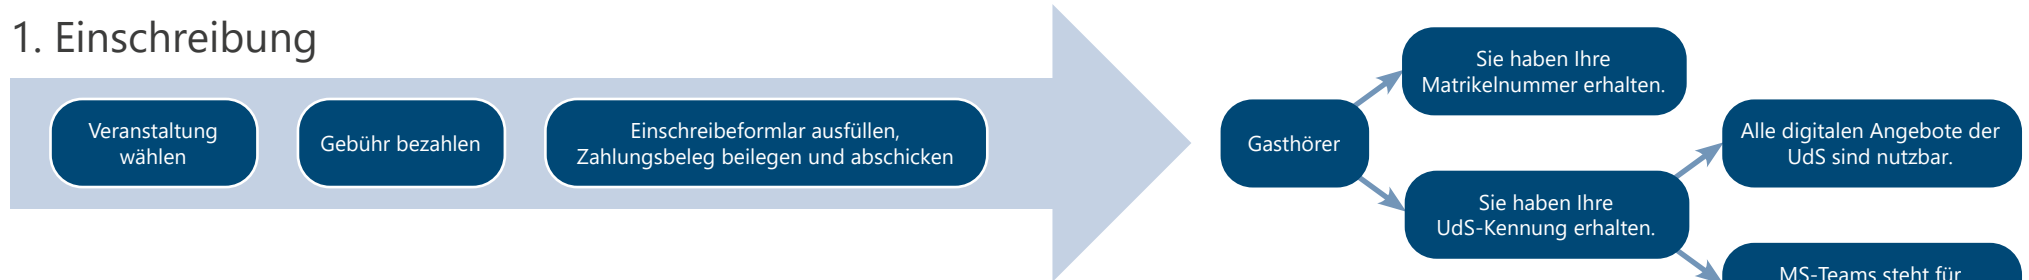 1. Einschreibung
Veranstaltung
wählen
Gebühr bezahlen
Einschreibeformlar ausfüllen,
Zahlungsbeleg beilegen und abschicken
Gasthörer
Sie haben Ihre
Matrikelnummer erhalten.
Sie haben Ihre
UdS-Kennung erhalten.
Alle digitalen Angebote der
UdS sind nutzbar.
MS-Teams steht für